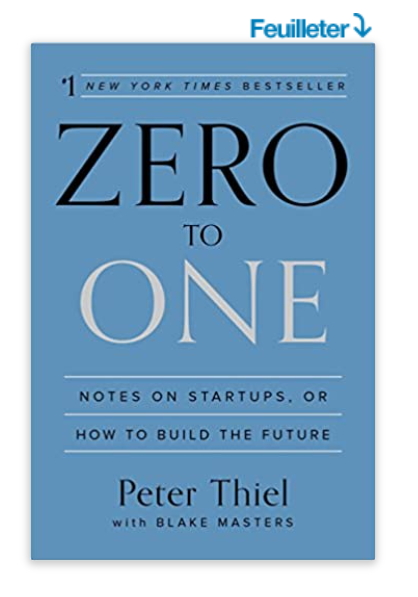 Feuilleter
#1 NEW YORK TIMES BESTSELLER
ZERO
TO
ONE
NOTES ON STARTUPS, OR
HOW TO BUILD THE FUTURE
Peter Thiel
with BLAKE MASTERS